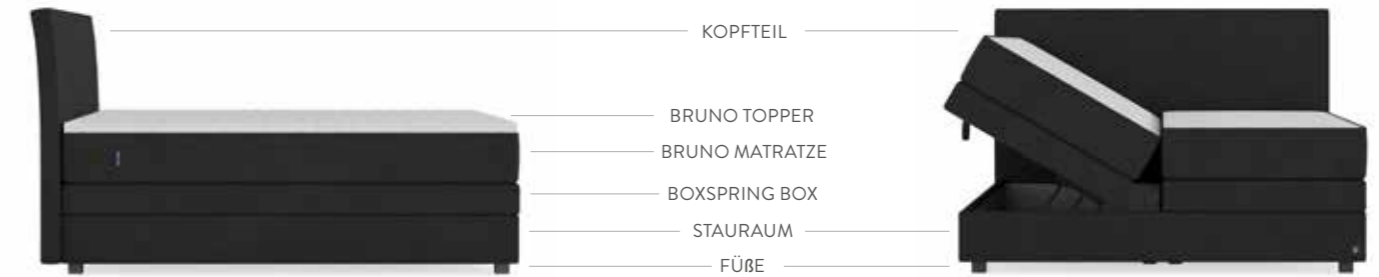 KOPFTEIL
BRUNO TOPPER
BRUNO MATRATZE
BOXSPRING BOX
STAURAUM
FÜßE